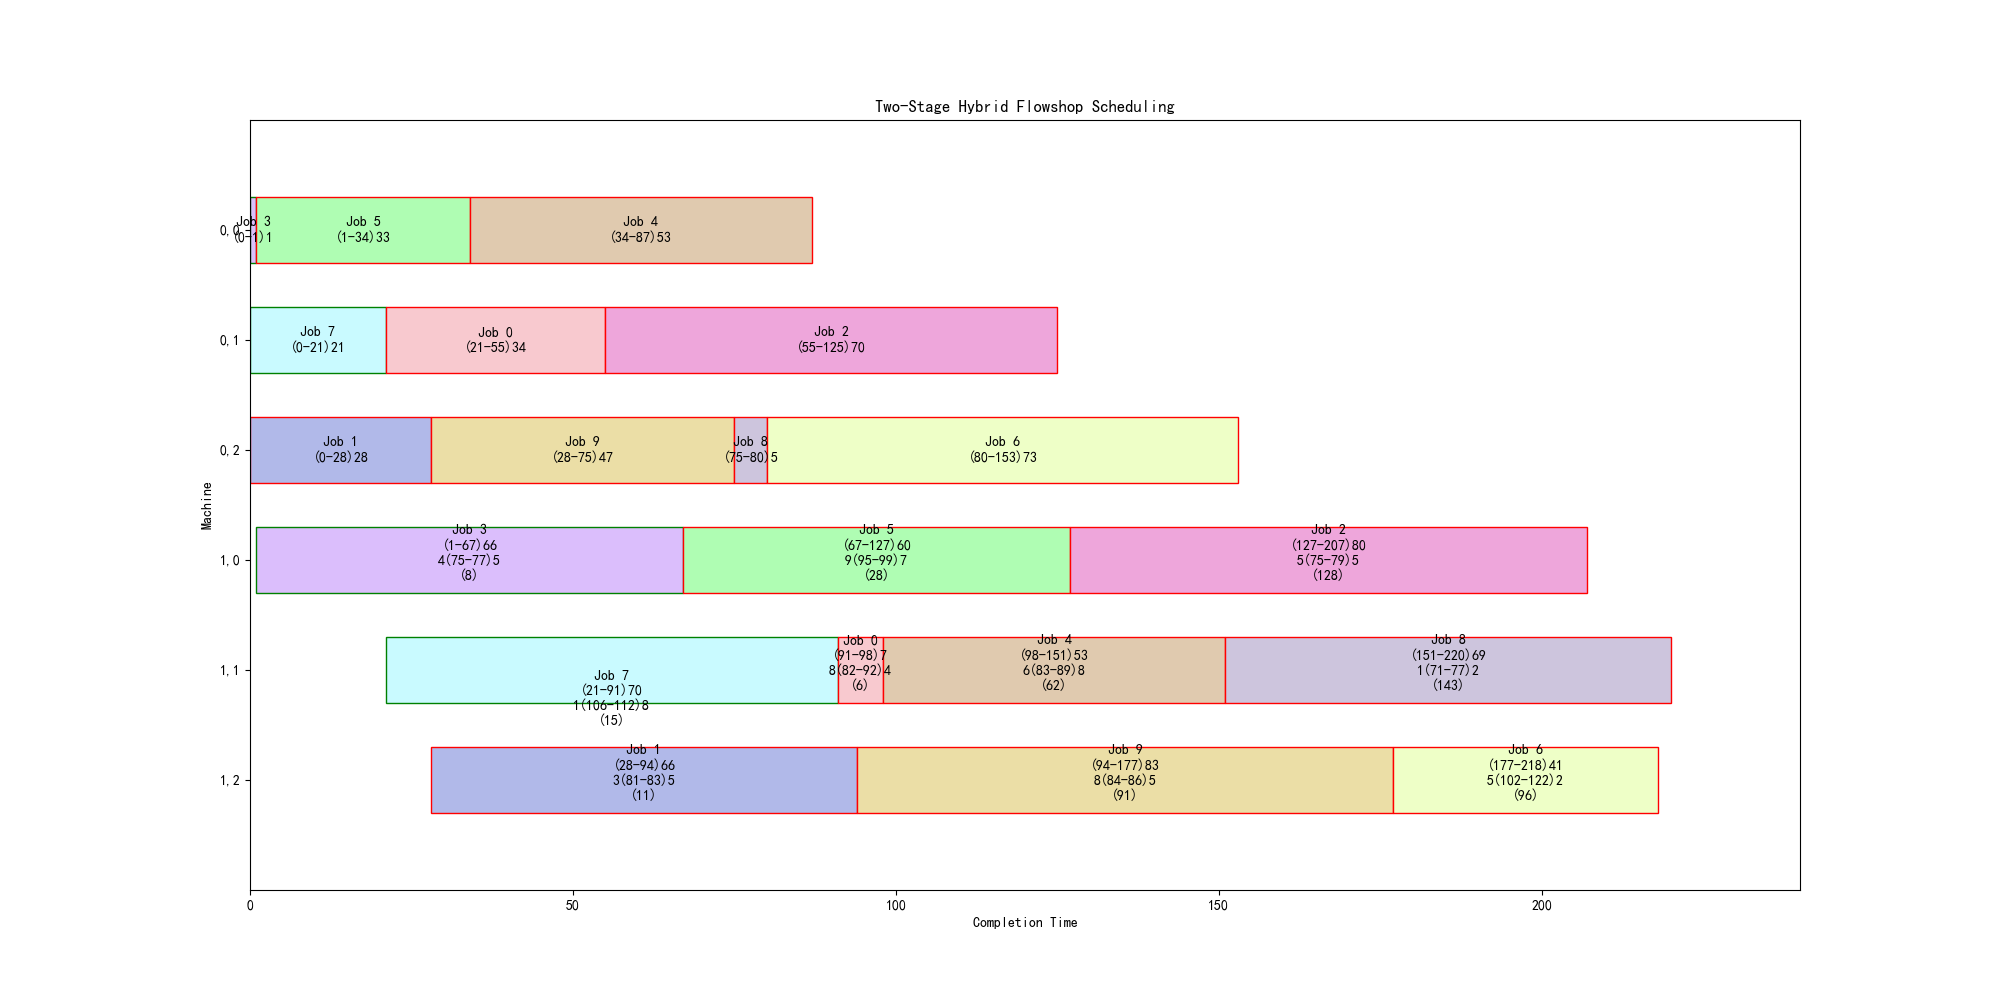 Two-Stage Hybrid Flowshop Scheduling
Machine
0,0
Job 3
(0-1)1
Job 5
(1-34)33
Job 4
(34-87)53
0,1
Job 7
(0-21)21
Job 0
(21-55)34
Job 2
(55-125)70
0,2
Job 1
(0-28)28
Job 9
(28-75)47
Job 8
(75-80)5
Job 6
(80-153)73
1,0
Job 3
(1-67)66
4(75-77)5
(8)
Job 5
(67-127)60
9(95-99)7
(28)
Job 2
(127-207)80
5(75-79)5
(128)
1,1
Job 7
(21-91)70
1(106-112)8
(15)
Job 0
(91-98)7
8(82-92)4
(6)
Job 4
(98-151)53
6(83-89)8
(62)
Job 8
(151-220)69
1(71-77)2
(143)
1,2
Job 1
(28-94)66
3(81-83)5
(11)
Job 9
(94-177)83
8(84-86)5
(91)
Job 6
(177-218)41
5(102-122)2
(96)
0
50
100
150
200
Completion Time